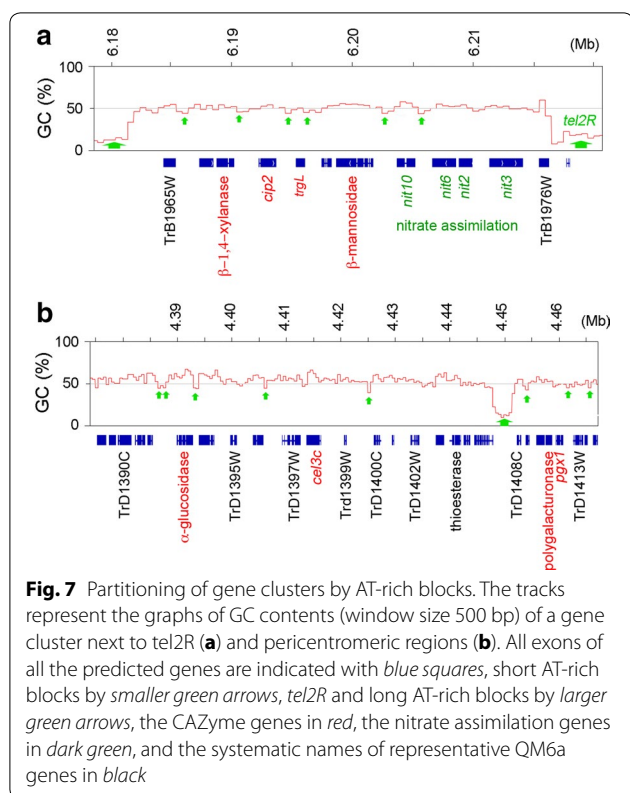 a
6.18 6.19 6.20 6.21 (Mb)
100
50
0
GC (%)
tel2R
TrB1965W
β−1,4−xylanase
cip2
trgL
β-mannosidae
nit10
nit6
nit2
nit3
TrB1976W
nitrate assimilation
b
4.39 4.40 4.41 4.42 4.43 4.44 4.45 4.46 (Mb)
100
50
0
GC (%)
TrD1390C
α-glucosidase
TrD1395W
TrD1397W
cel3c
Trd1399W
TrD1400C
TrD1402W
thioesterase
TrD1408C
polygalacturonase
pgx1
TrD1413W
Fig. 7 Partitioning of gene clusters by AT-rich blocks. The tracks
represent the graphs of GC contents (window size 500 bp) of a gene
cluster next to tel2R (a) and pericentromeric regions (b). All exons of
all the predicted genes are indicated with blue squares, short AT-rich
blocks by smaller green arrows, tel2R and long AT-rich blocks by larger
green arrows, the CAZyme genes in red, the nitrate assimilation genes
in dark green, and the systematic names of representative QM6a
genes in black